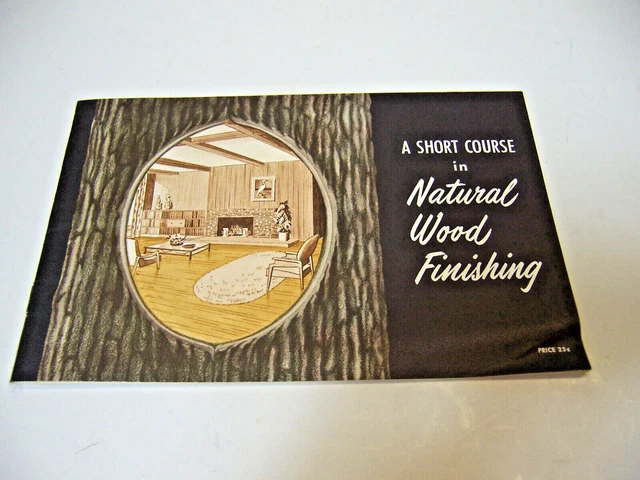 A SHORT COURSE
in
Natural
Wood
Finishing
PRICE 25¢